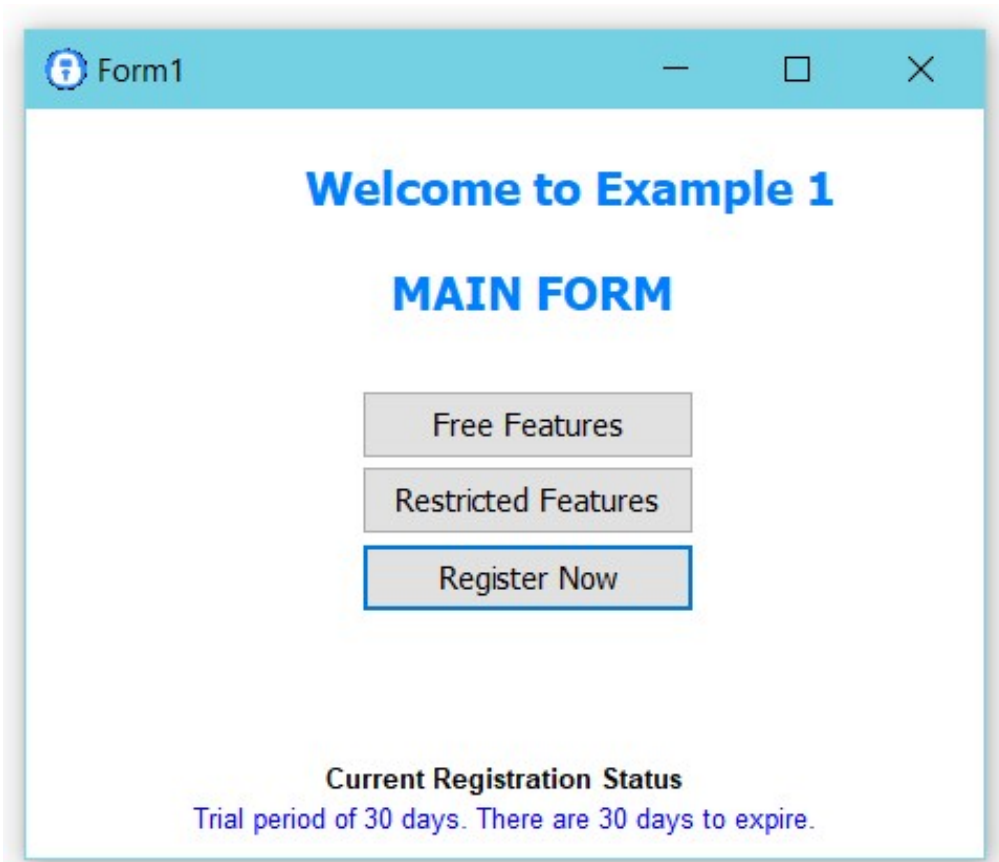 Form1
Welcome to Example 1
MAIN FORM
Free Features
Restricted Features
Register Now
Current Registration Status
Trial period of 30 days. There are 30 days to expire.